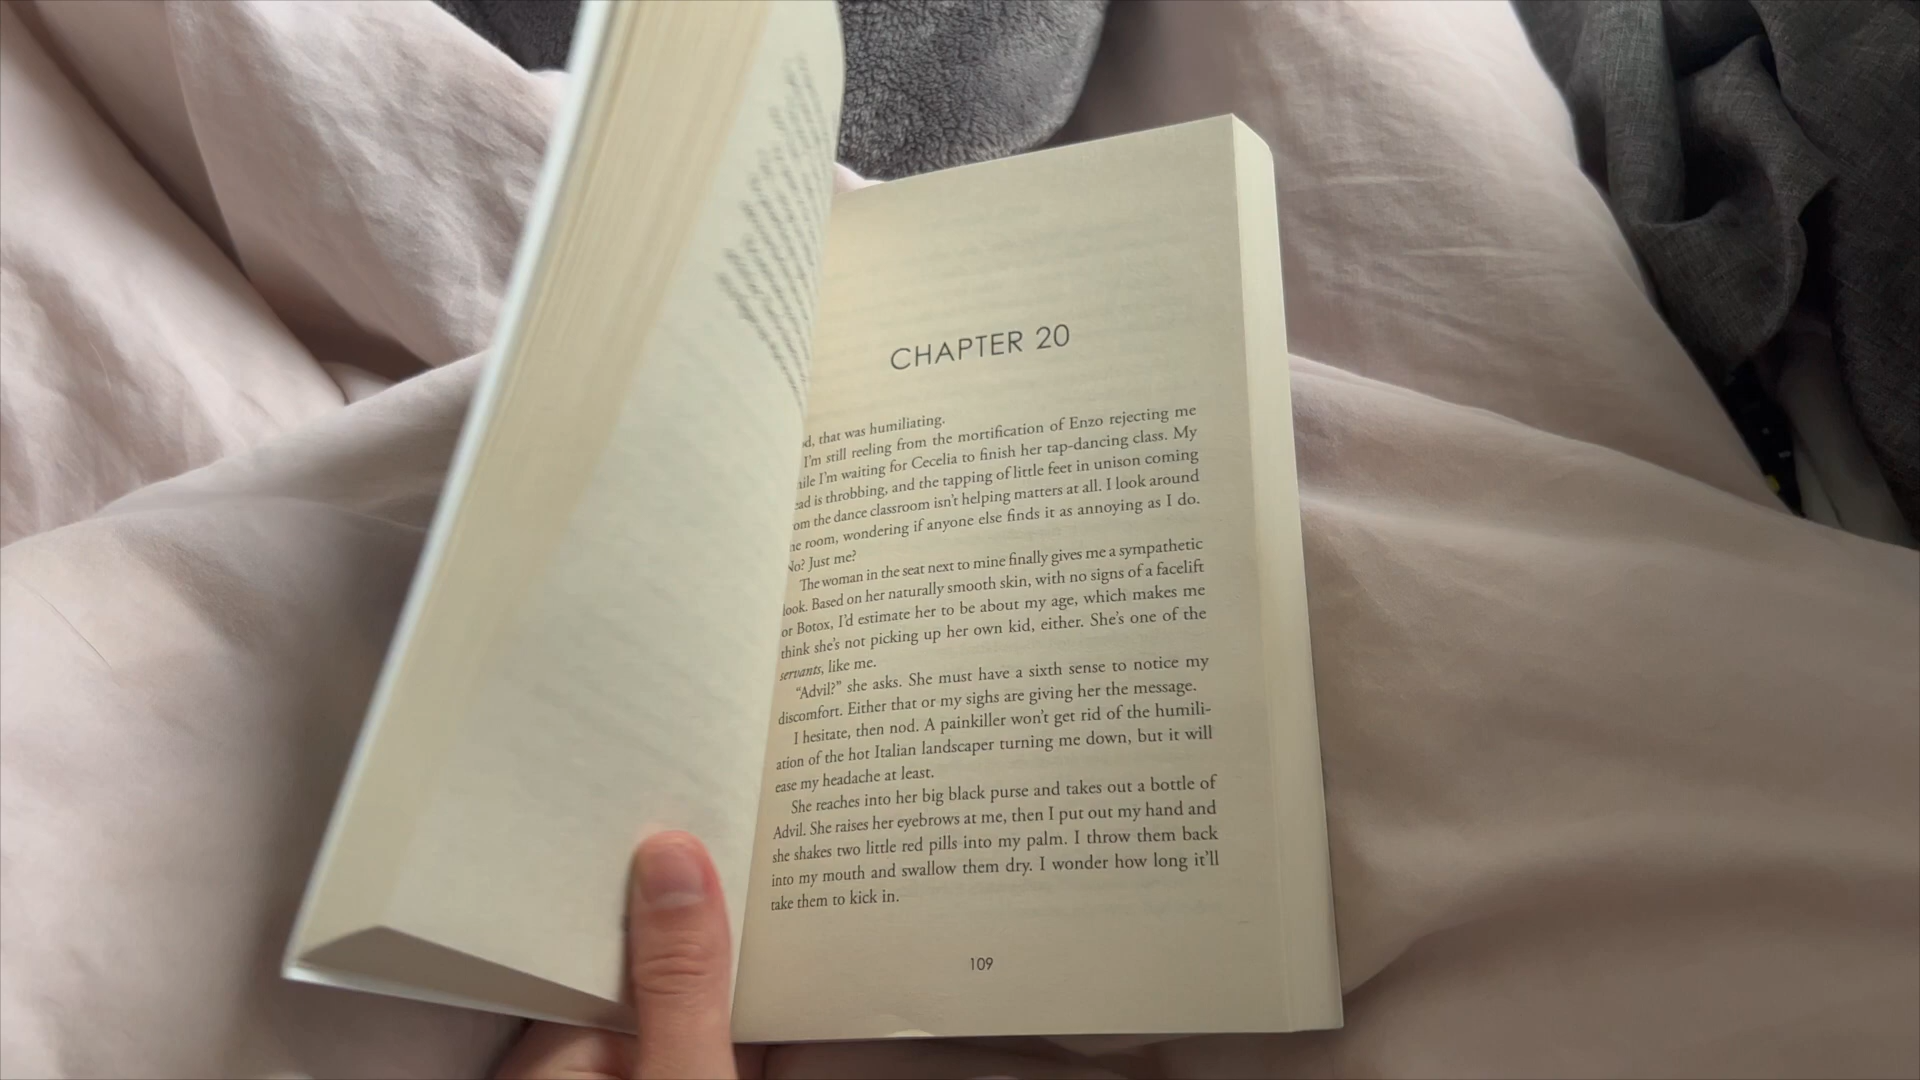 CHAPTER 20
d, that was humiliating.
I'm still reeling from the mortification of Enzo rejecting me
ile I'm waiting for Cecelia to finish her tap-dancing class. My
ad is throbbing, and the tapping of little feet in unison coming
om the dance classroom isn't helping matters at all. I look around
he room, wondering if anyone else finds it as annoying as I do.
No? Just me?
The woman in the seat next to mine finally gives me a sympathetic
look. Based on her naturally smooth skin, with no signs of a facelift
or Botox, I'd estimate her to be about my age, which makes me
think she's not picking up her own kid, either. She's one of the
servants, like me.
“Advil?” she asks. She must have a sixth sense to notice my
discomfort. Either that or my sighs are giving her the message.
I hesitate, then nod. A painkiller won't get rid of the humili-
ation of the hot Italian landscaper turning me down, but it will
ease my headache at least.
She reaches into her big black purse and takes out a bottle of
Advil. She raises her eyebrows at me, then I put out my hand and
she shakes two little red pills into my palm. I throw them back
into my mouth and swallow them dry. I wonder how long it'll
take them to kick in.
109